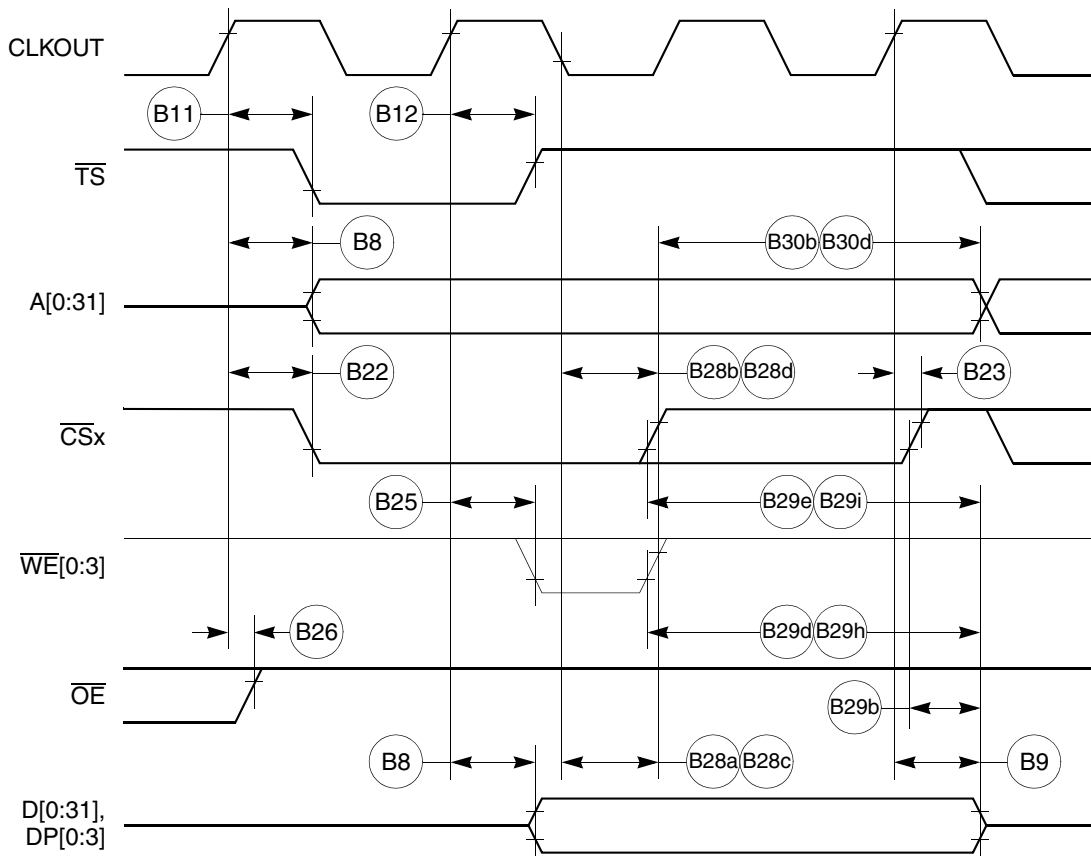 CLKOUT
B11
B12
TS
B8
B30b B30d
A[0:31]
B22
B28b B28d
B23
CSx
B25
B29e B29i
WE[0:3]
B26
B29d B29h
OE
B29b
B8
B28a B28c
B9
D[0:31],
DP[0:3]